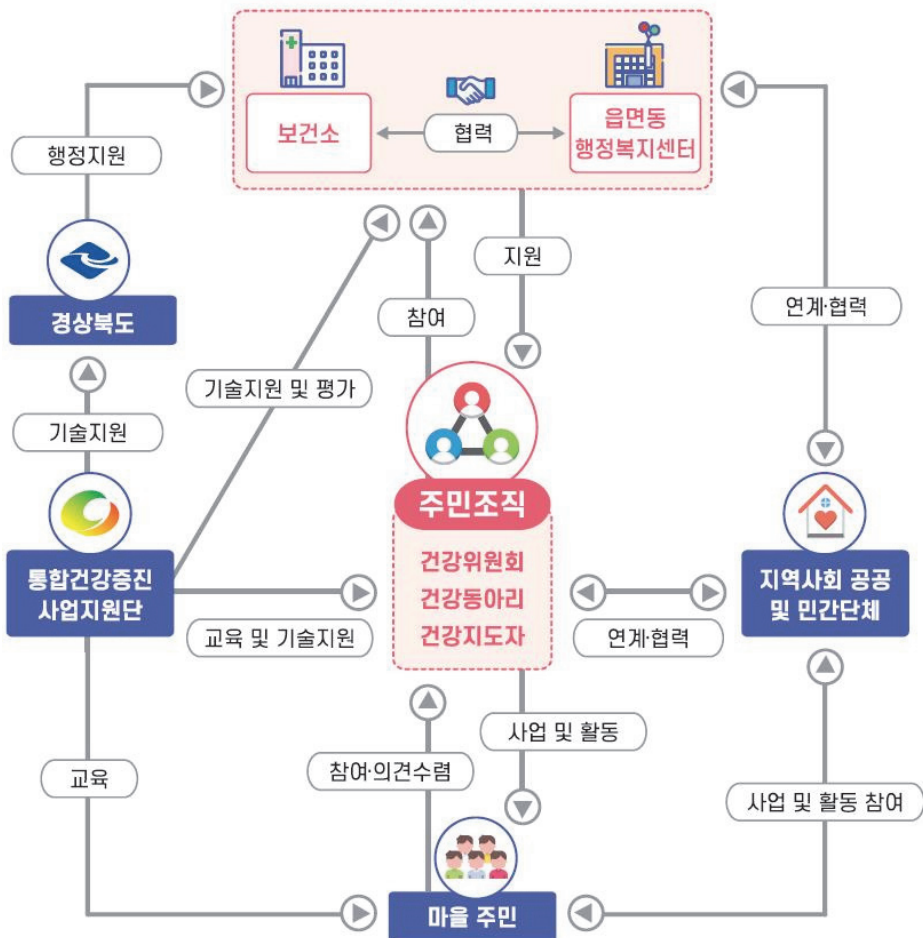 보건소
협력
읍면동
행정복지센터
행정지원
지원
경상북도
참여
연계·협력
기술지원 및 평가
기술지원
주민조직
통합건강증진
사업지원단
건강위원회
건강동아리
건강지도자
지역사회 공공
및 민간단체
교육 및 기술지원
연계·협력
사업 및 활동
교육
참여·의견수렴
사업 및 활동 참여
마을 주민